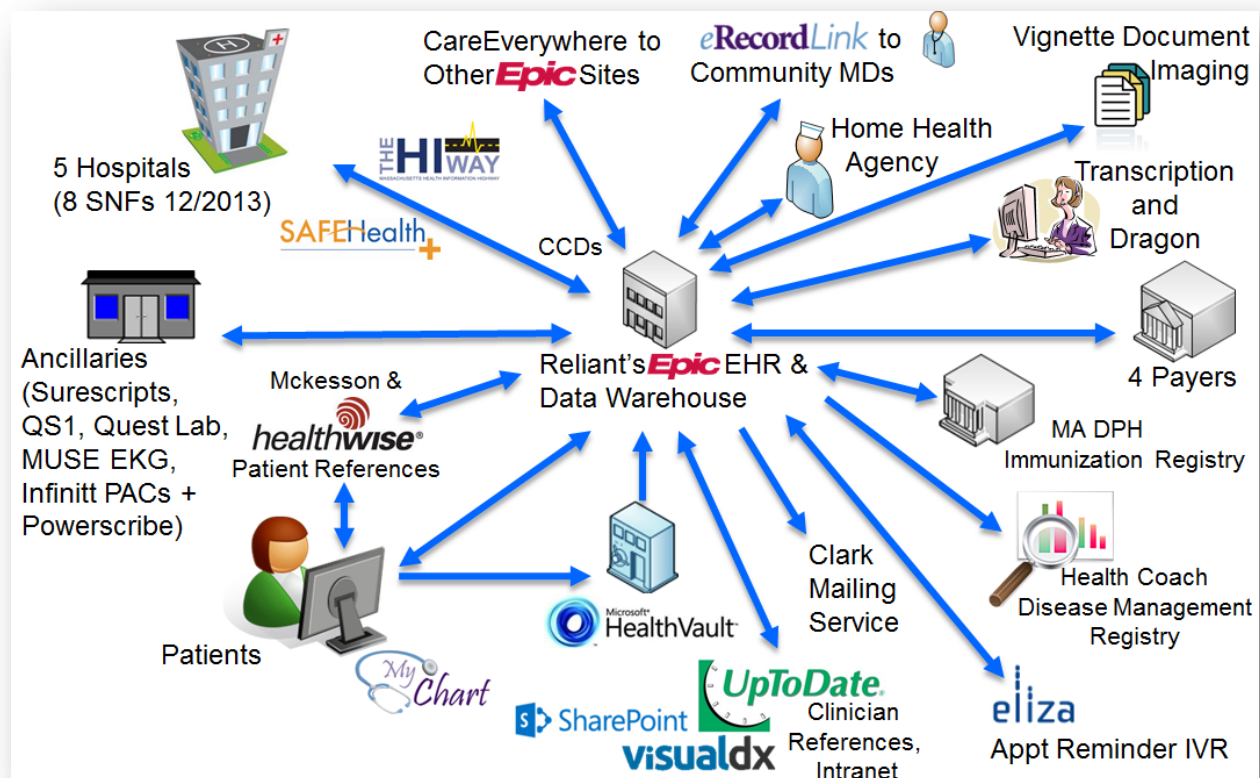 CareEverywhere to
Other Epic Sites
eRecordLink to
Community MDs
Vignette Document
Imaging
H
THE HIWAY
MASSACHUSETTS HEALTH INFORMATION HIGHWAY
Home Health
Agency
5 Hospitals
(8 SNFs 12/2013)
Transcription
and
Dragon
SAFEHealth
CCDs
Ancillaries
(Surescripts,
QS1, Quest Lab,
MUSE EKG,
Infinitt PACs +
Powerscribe)
Mckesson &
healthwise®
Patient References
Reliant's Epic EHR &
Data Warehouse
4 Payers
MA DPH
Immunization Registry
Clark
Mailing
Service
Health Coach
Disease Management
Registry
Microsoft®
HealthVault™
Patients
My
Chart
UpToDate®
SharePoint
visualdx
Clinician
References,
Intranet
eliza
Appt Reminder IVR